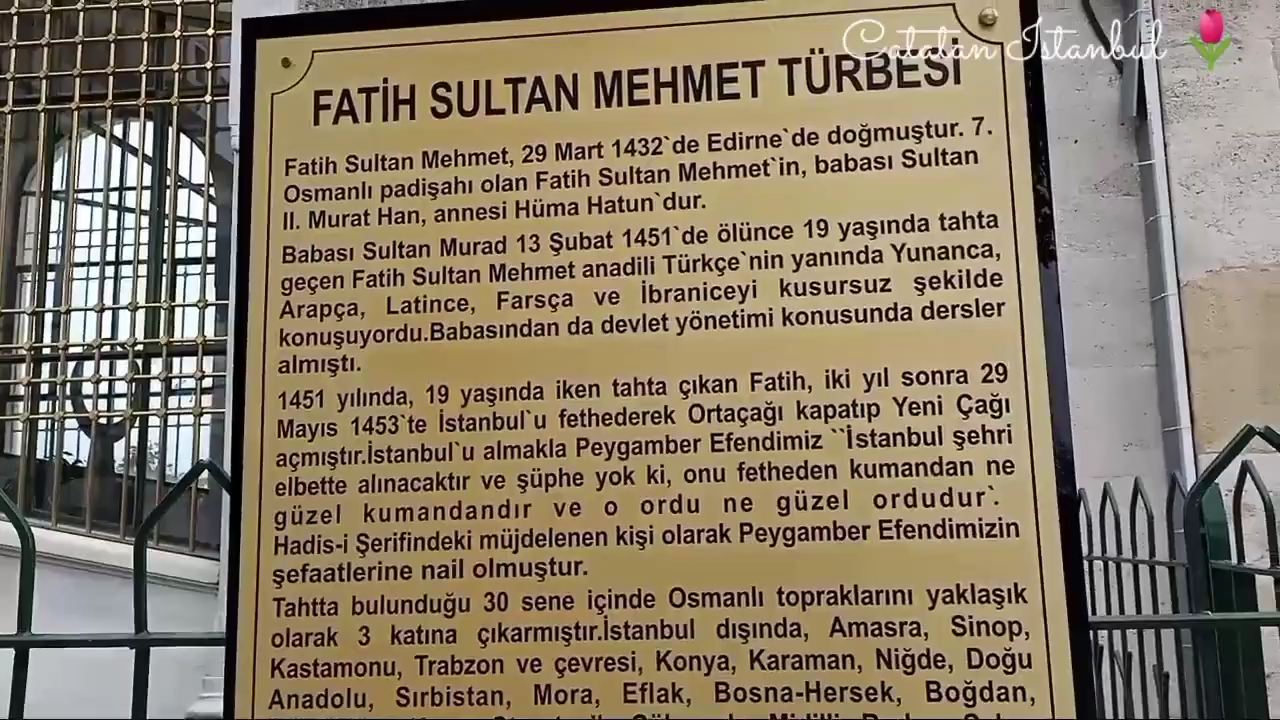 Catatan Istanbul
FATİH SULTAN MEHMET TÜRBESİ
Fatih Sultan Mehmet, 29 Mart 1432`de Edirne`de doğmuştur. 7.
Osmanlı padişahı olan Fatih Sultan Mehmet`in, babası Sultan
II. Murat Han, annesi Hüma Hatun`dur.
Babası Sultan Murad 13 Şubat 1451`de ölünce 19 yaşında tahta
geçen Fatih Sultan Mehmet anadili Türkçe`nin yanında Yunanca,
Arapça, Latince, Farsça ve İbraniceyi kusursuz şekilde
konuşuyordu.Babasından da devlet yönetimi konusunda dersler
almıştı.
1451 yılında, 19 yaşında iken tahta çıkan Fatih, iki yıl sonra 29
Mayıs 1453`te İstanbul`u fethederek Ortaçağı kapatıp Yeni Çağı
açmıştır.İstanbul`u almakla Peygamber Efendimiz ``İstanbul şehri
elbette alınacaktır ve şüphe yok ki, onu fetheden kumandan ne
güzel kumandandır ve o ordu ne güzel ordudur`.
Hadis-i Şerifindeki müjdelenen kişi olarak Peygamber Efendimizin
şefaatlerine nail olmuştur.
Tahtta bulunduğu 30 sene içinde Osmanlı topraklarını yaklaşık
olarak 3 katına çıkarmıştır.İstanbul dışında, Amasra, Sinop,
Kastamonu, Trabzon ve çevresi, Konya, Karaman, Niğde, Doğu
Anadolu, Sırbistan, Mora, Eflak, Bosna-Hersek, Boğdan,